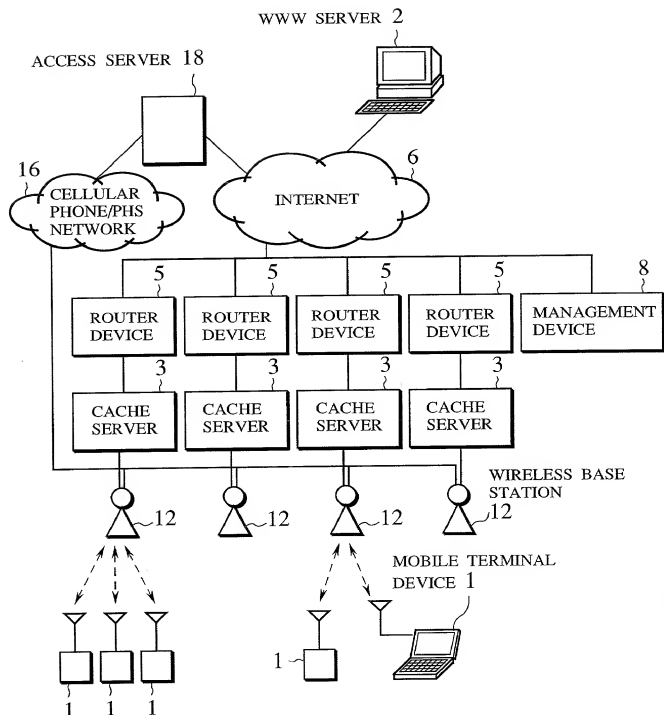 WWW SERVER 2
ACCESS SERVER 18
16
CELLULAR
PHONE/PHS
NETWORK
6
INTERNET
5
5
5
5
8
ROUTER
DEVICE
ROUTER
DEVICE
ROUTER
DEVICE
ROUTER
DEVICE
MANAGEMENT
DEVICE
3
3
3
3
CACHE
SERVER
CACHE
SERVER
CACHE
SERVER
CACHE
SERVER
WIRELESS BASE
STATION
12
12
12
12
MOBILE TERMINAL
DEVICE 1
1
1
1
1